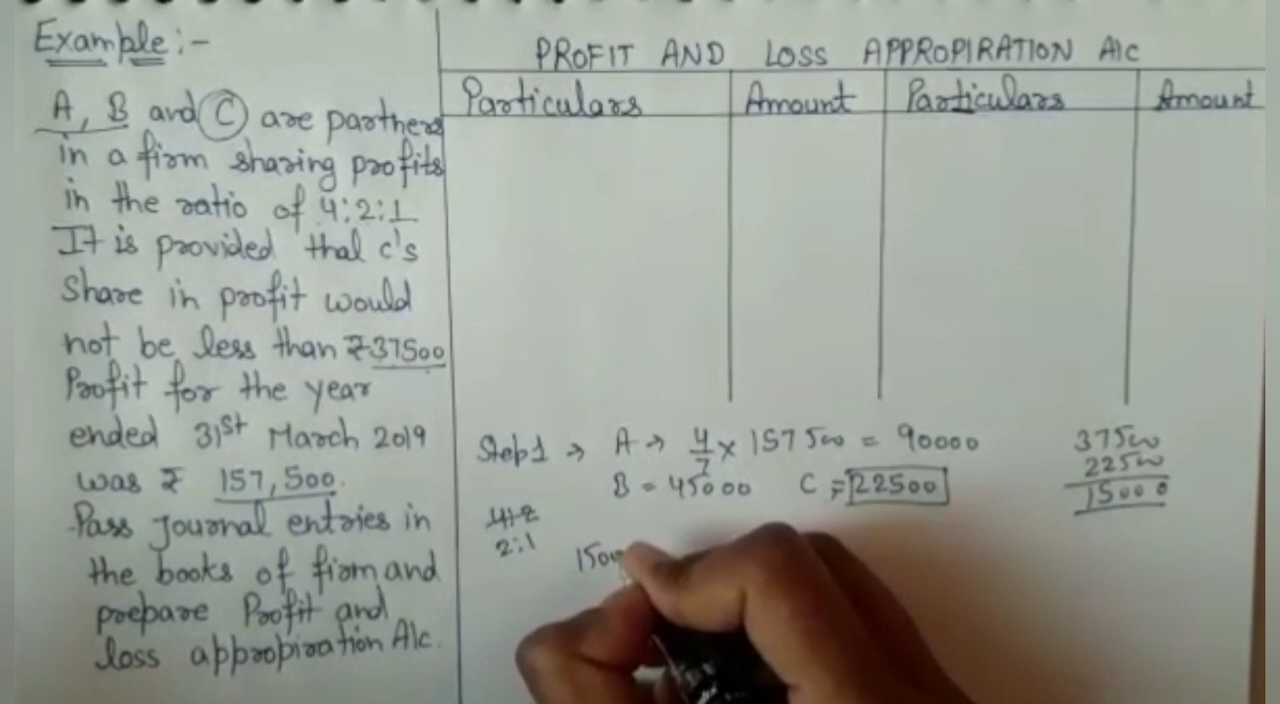 Example:-
A, B and C are partners
in a firm sharing profits
in the ratio of 4:2:1
It is provided that c's
Share in profit would
not be less than ₹37500
Profit for the year
ended 31st March 2019
was ₹ 157,500.
Pass Journal entries in
the books of firm and
prepare Profit and
loss appropiration A/c.
PROFIT AND LOSS APPROPIRATION A/c
Particulars Amount Particulars Amount
Step1 → A → 4/7 × 157500 = 90000
B = 45000 C = 22500
37500
22500
15000
4:2
2:1
1500